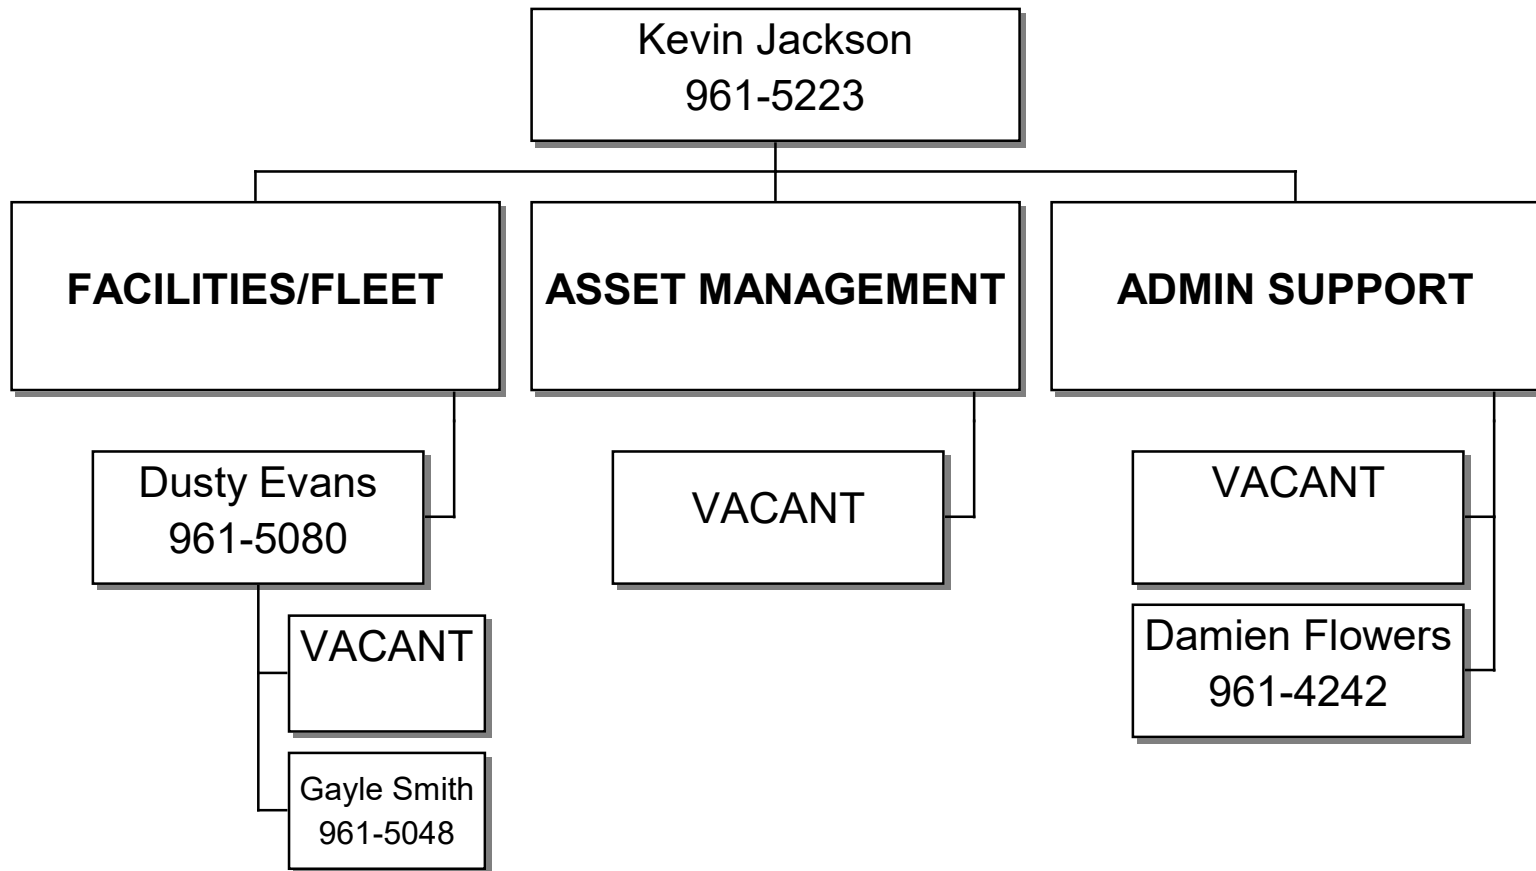 Kevin Jackson
961-5223
FACILITIES/FLEET
ASSET MANAGEMENT
ADMIN SUPPORT
Dusty Evans
961-5080
VACANT
VACANT
VACANT
Gayle Smith
961-5048
Damien Flowers
961-4242